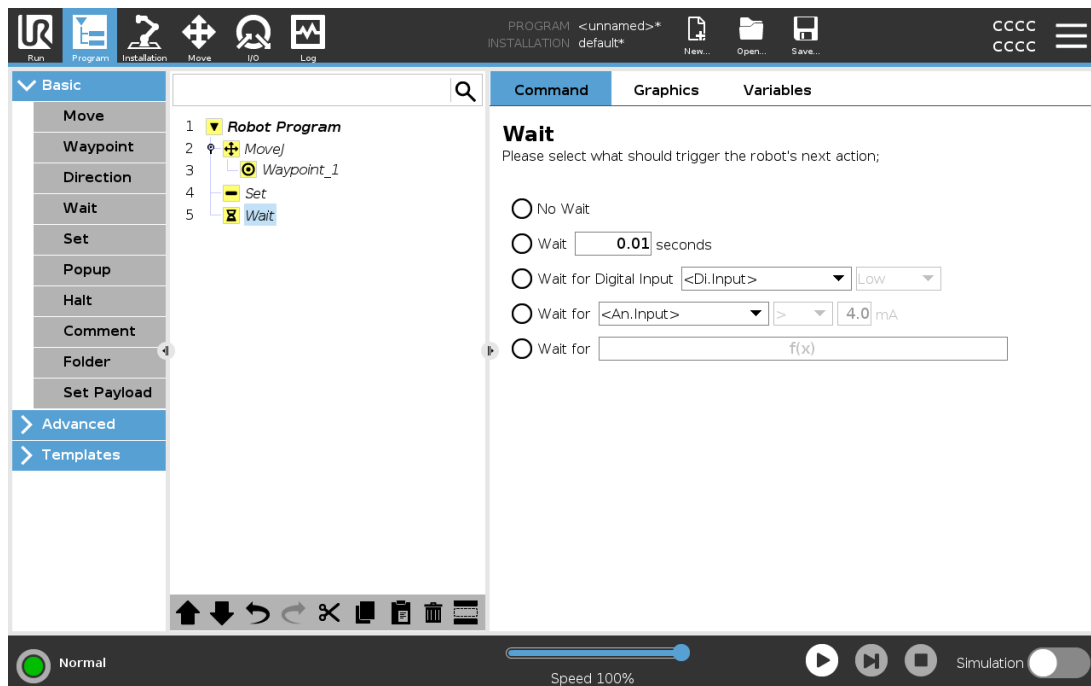 PROGRAM <unnamed>*
INSTALLATION default*
CCCC
CCCC
Run Program Installation Move I/O Log New... Open... Save...
Basic
Move
Waypoint
Direction
Wait
Set
Popup
Halt
Comment
Folder
Set Payload
Advanced
Templates
1 Robot Program
2 MoveJ
3 Waypoint_1
4 Set
5 Wait
Command Graphics Variables
Wait
Please select what should trigger the robot's next action;
No Wait
Wait 0.01 seconds
Wait for Digital Input <Di.Input> Low
Wait for <An.Input> > 4.0 mA
Wait for f(x)
Normal
Speed 100%
Simulation